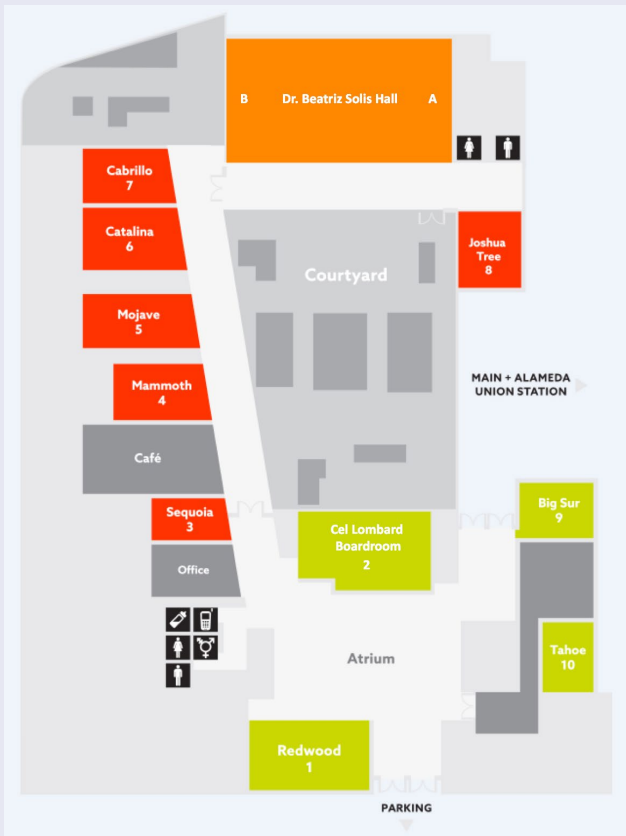 B Dr. Beatriz Solis Hall A
Cabrillo
7
Catalina
6
Joshua
Tree
8
Courtyard
Mojave
5
Mammoth
4
MAIN + ALAMEDA
UNION STATION
Café
Sequoia
3
Big Sur
9
Cel Lombard
Boardroom
2
Office
Atrium
Tahoe
10
Redwood
1
PARKING